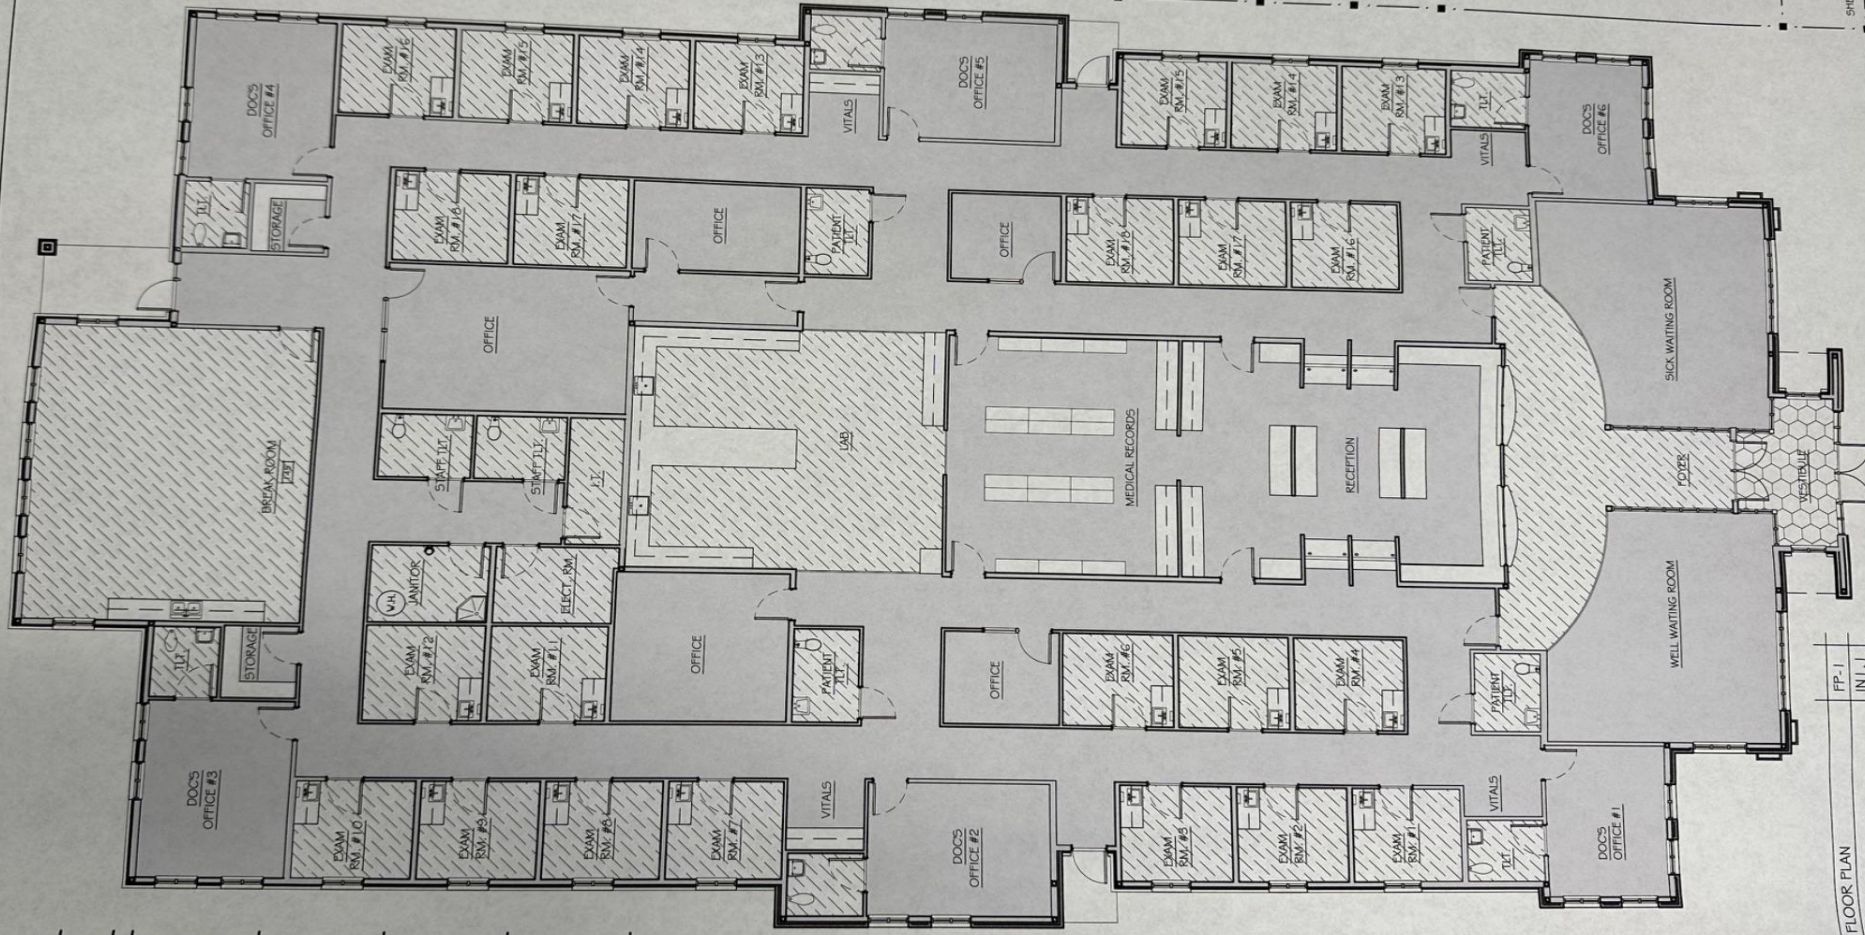 DOC'S
OFFICE #4
EXAM
RM. #16
EXAM
RM. #15
EXAM
RM. #14
EXAM
RM. #13
VITALS
DOC'S
OFFICE #5
EXAM
RM. #15
EXAM
RM. #14
EXAM
RM. #13
TLT.
VITALS
DOC'S
OFFICE #6
TLT.
STORAGE
EXAM
RM. #18
EXAM
RM. #17
OFFICE
PATIENT
TLT.
OFFICE
EXAM
RM. #18
EXAM
RM. #17
EXAM
RM. #16
PATIENT
TLT.
SICK WAITING ROOM
OFFICE
BREAK ROOM
STAFF TLT.
STAFF TLT.
I.T.
LAB
MEDICAL RECORDS
RECEPTION
FOYER
VESTIBULE
W.H.
JANITOR
ELECT. RM.
STORAGE
TLT.
EXAM
RM. #12
EXAM
RM. #11
OFFICE
PATIENT
TLT.
OFFICE
EXAM
RM. #6
EXAM
RM. #5
EXAM
RM. #4
PATIENT
TLT.
WELL WAITING ROOM
DOC'S
OFFICE #3
EXAM
RM. #10
EXAM
RM. #9
EXAM
RM. #8
EXAM
RM. #7
VITALS
DOC'S
OFFICE #2
EXAM
RM. #3
EXAM
RM. #2
EXAM
RM. #1
VITALS
TLT.
DOC'S
OFFICE #1
FP-1
FLOOR PLAN